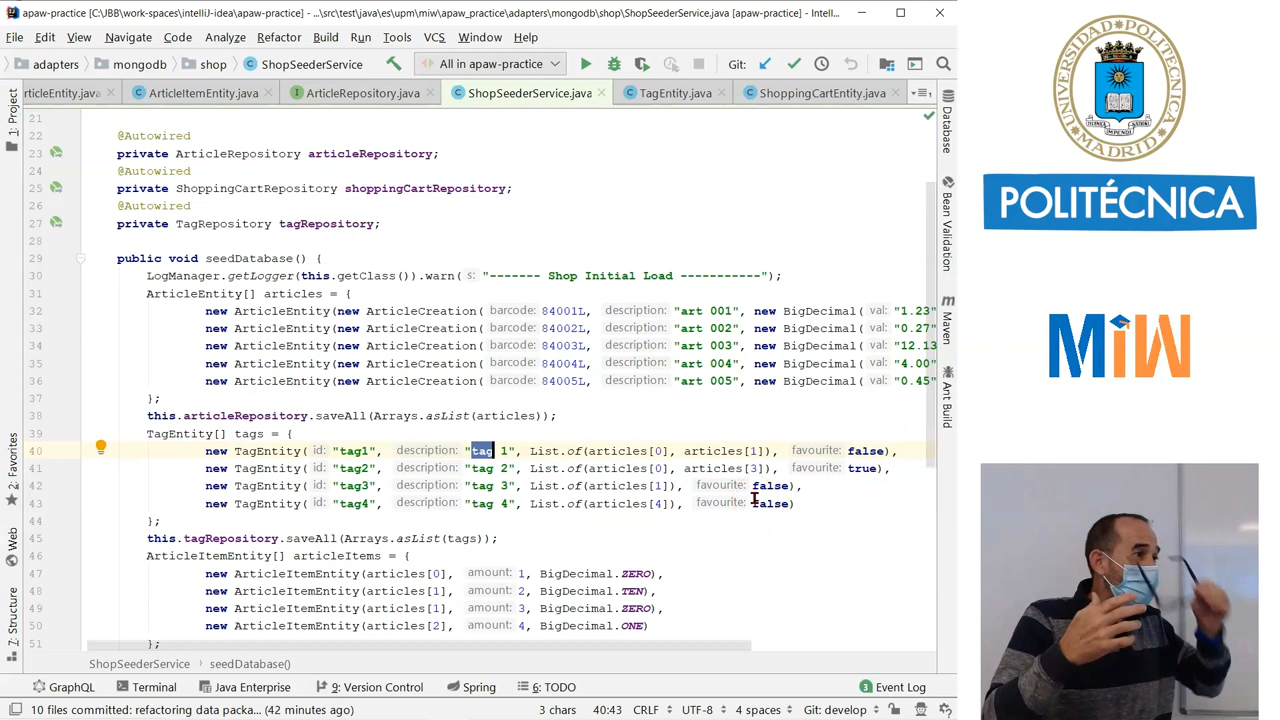 apaw-practice [C:\JBB\work-spaces\intelliJ-idea\apaw-practice] - ...\src\test\java\es\upm\miw\apaw_practice\adapters\mongodb\shop\ShopSeederService.java [apaw-practice] - Intelli...
File Edit View Navigate Code Analyze Refactor Build Run Tools VCS Window Help
adapters mongodb shop ShopSeederService All in apaw-practice Git:
rticleEntity.java ArticleItemEntity.java ArticleRepository.java ShopSeederService.java TagEntity.java ShoppingCartEntity.java
1: Project
2: Favorites
Web
7: Structure
21
22 @Autowired
23 private ArticleRepository articleRepository;
24 @Autowired
25 private ShoppingCartRepository shoppingCartRepository;
26 @Autowired
27 private TagRepository tagRepository;
28
29 public void seedDatabase() {
30 LogManager.getLogger(this.getClass()).warn( s: "------- Shop Initial Load -----------");
31 ArticleEntity[] articles = {
32 new ArticleEntity(new ArticleCreation( barcode: 84001L, description: "art 001", new BigDecimal( val: "1.23"
33 new ArticleEntity(new ArticleCreation( barcode: 84002L, description: "art 002", new BigDecimal( val: "0.27"
34 new ArticleEntity(new ArticleCreation( barcode: 84003L, description: "art 003", new BigDecimal( val: "12.13
35 new ArticleEntity(new ArticleCreation( barcode: 84004L, description: "art 004", new BigDecimal( val: "4.00"
36 new ArticleEntity(new ArticleCreation( barcode: 84005L, description: "art 005", new BigDecimal( val: "0.45"
37 };
38 this.articleRepository.saveAll(Arrays.asList(articles));
39 TagEntity[] tags = {
40 new TagEntity( id: "tag1", description: "tag 1", List.of(articles[0], articles[1]), favourite: false),
41 new TagEntity( id: "tag2", description: "tag 2", List.of(articles[0], articles[3]), favourite: true),
42 new TagEntity( id: "tag3", description: "tag 3", List.of(articles[1]), favourite: false),
43 new TagEntity( id: "tag4", description: "tag 4", List.of(articles[4]), favourite: false)
44 };
45 this.tagRepository.saveAll(Arrays.asList(tags));
46 ArticleItemEntity[] articleItems = {
47 new ArticleItemEntity(articles[0], amount: 1, BigDecimal.ZERO),
48 new ArticleItemEntity(articles[1], amount: 2, BigDecimal.TEN),
49 new ArticleItemEntity(articles[1], amount: 3, BigDecimal.ZERO),
50 new ArticleItemEntity(articles[2], amount: 4, BigDecimal.ONE)
51 };
Database
Bean Validation
Maven
Ant Build
ShopSeederService seedDatabase()
GraphQL Terminal Java Enterprise 9: Version Control Spring 6: TODO 3 Event Log
10 files committed: refactoring data packa... (42 minutes ago) 3 chars 40:43 CRLF UTF-8 4 spaces Git: develop
UNIVERSIDAD POLITÉCNICA
MADRID
POLITÉCNICA
MiW